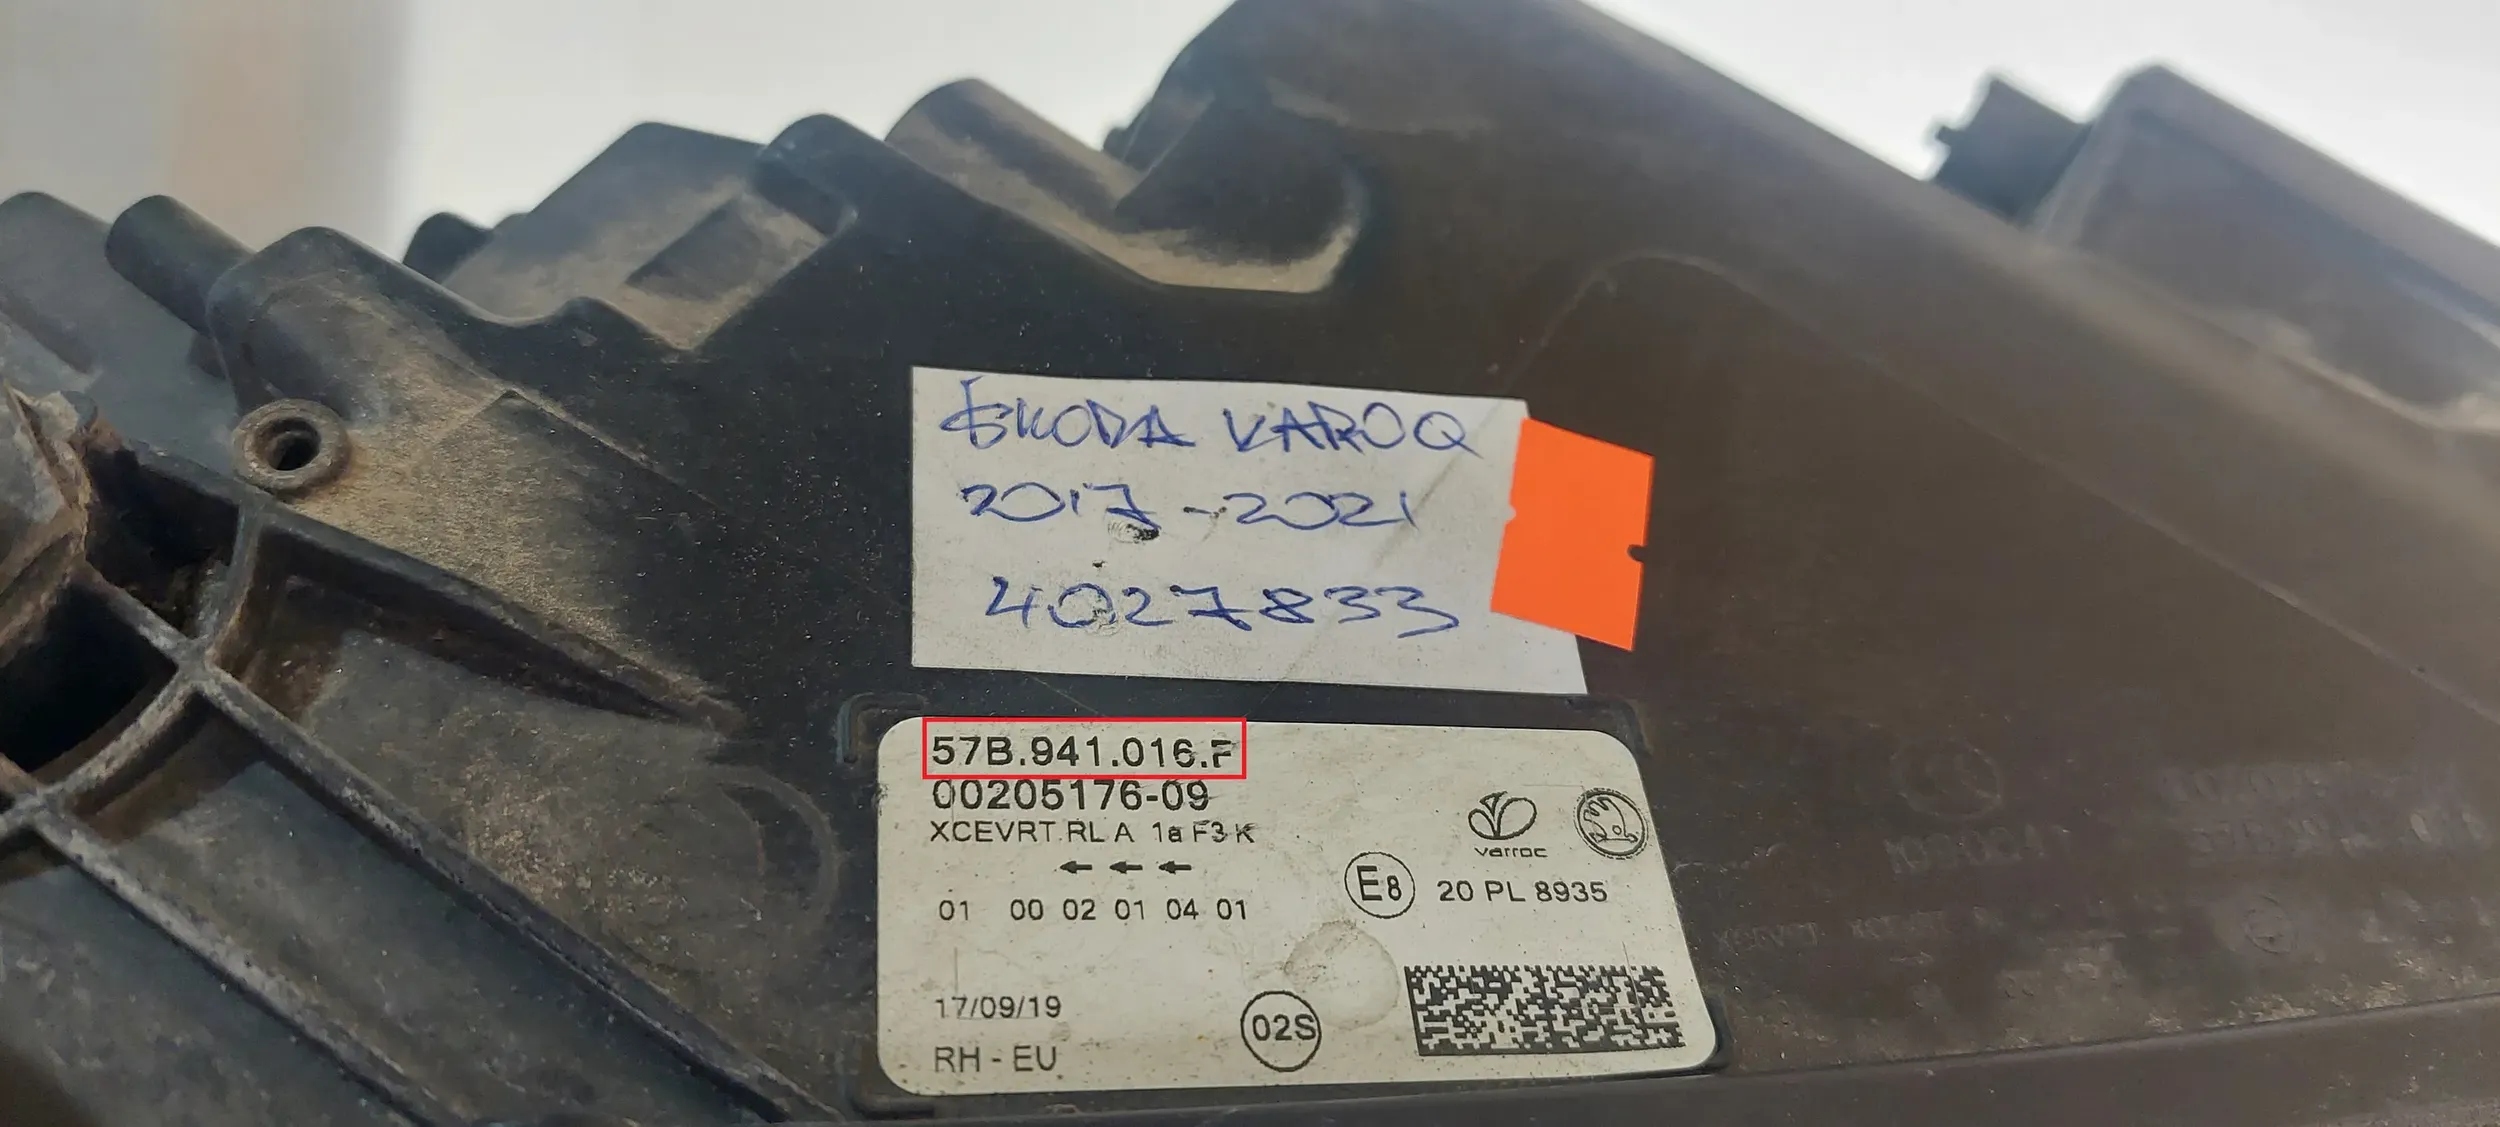 ŠKODA KAROQ
2017-2021
4027833
57B.941.016.F
00205176-09
XCEVRT RL A 1a F3 K
← ← ←
01 00 02 01 04 01
varroc
E8 20 PL 8935
17/09/19
02S
RH - EU